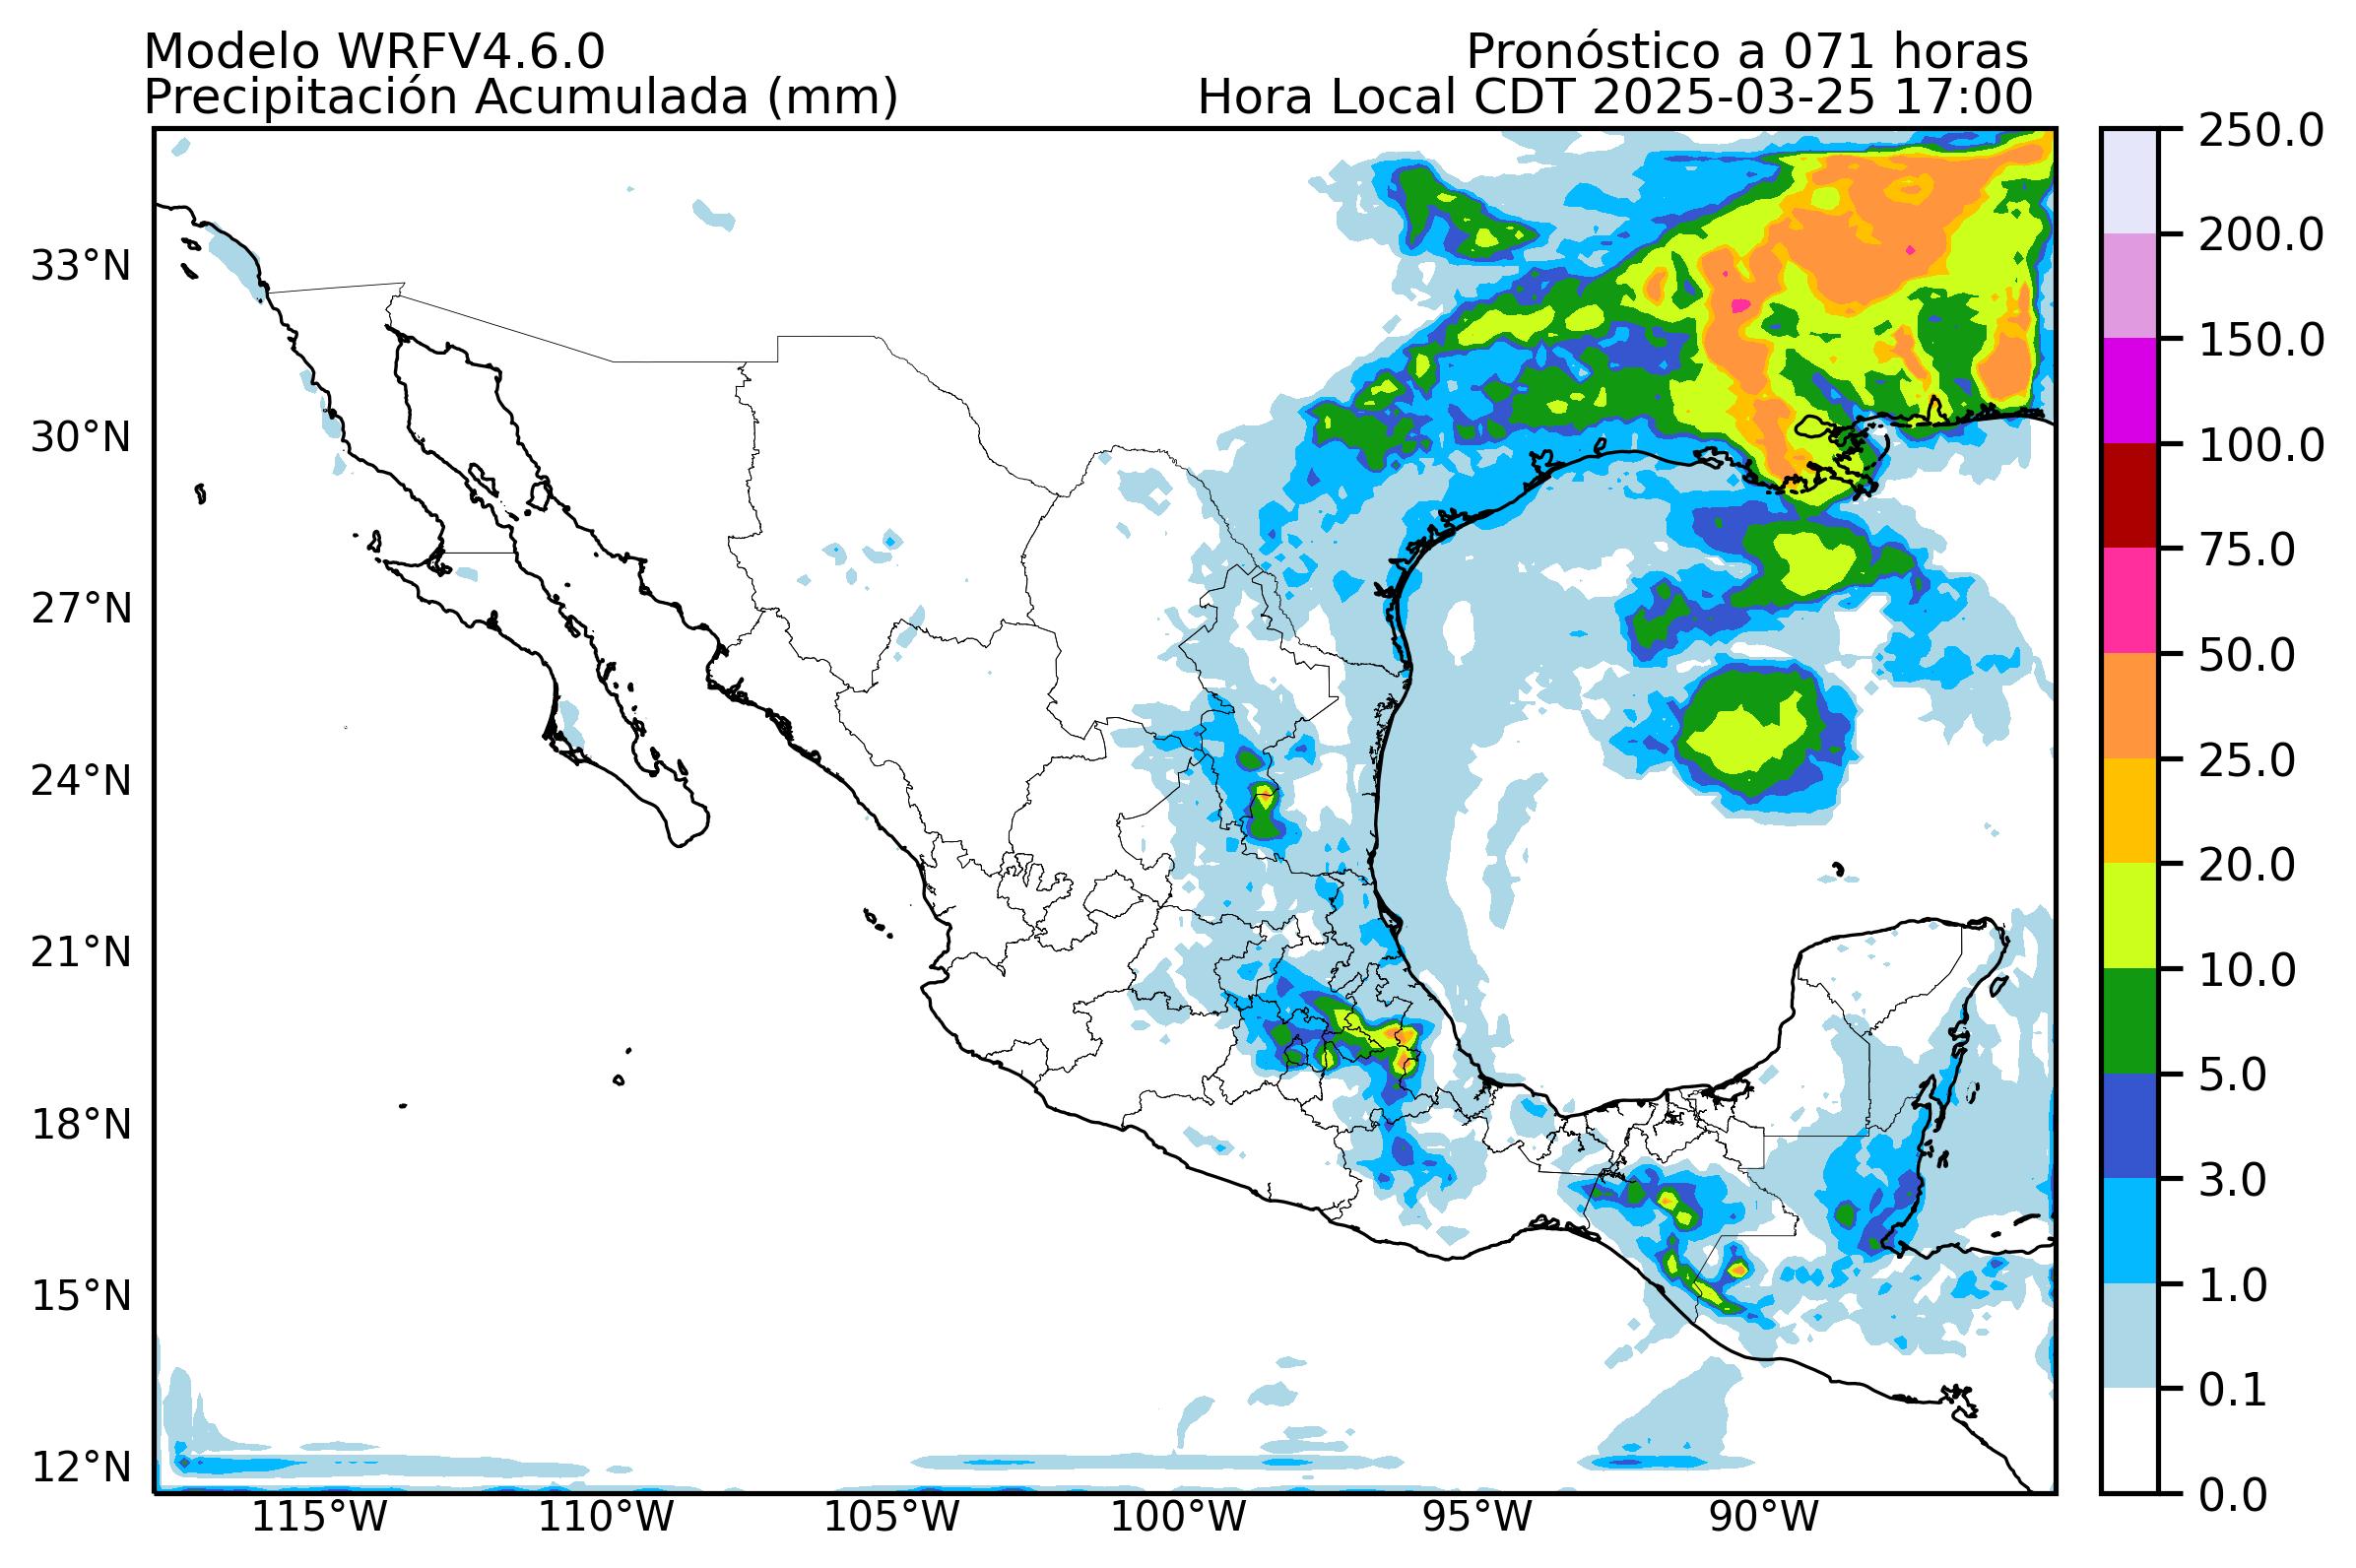 Modelo WRFV4.6.0
Pronóstico a 071 horas
Precipitación Acumulada (mm)
Hora Local CDT 2025-03-25 17:00
33°N
30°N
27°N
24°N
21°N
18°N
15°N
12°N
115°W
110°W
105°W
100°W
95°W
90°W
250.0
200.0
150.0
100.0
75.0
50.0
25.0
20.0
10.0
5.0
3.0
1.0
0.1
0.0